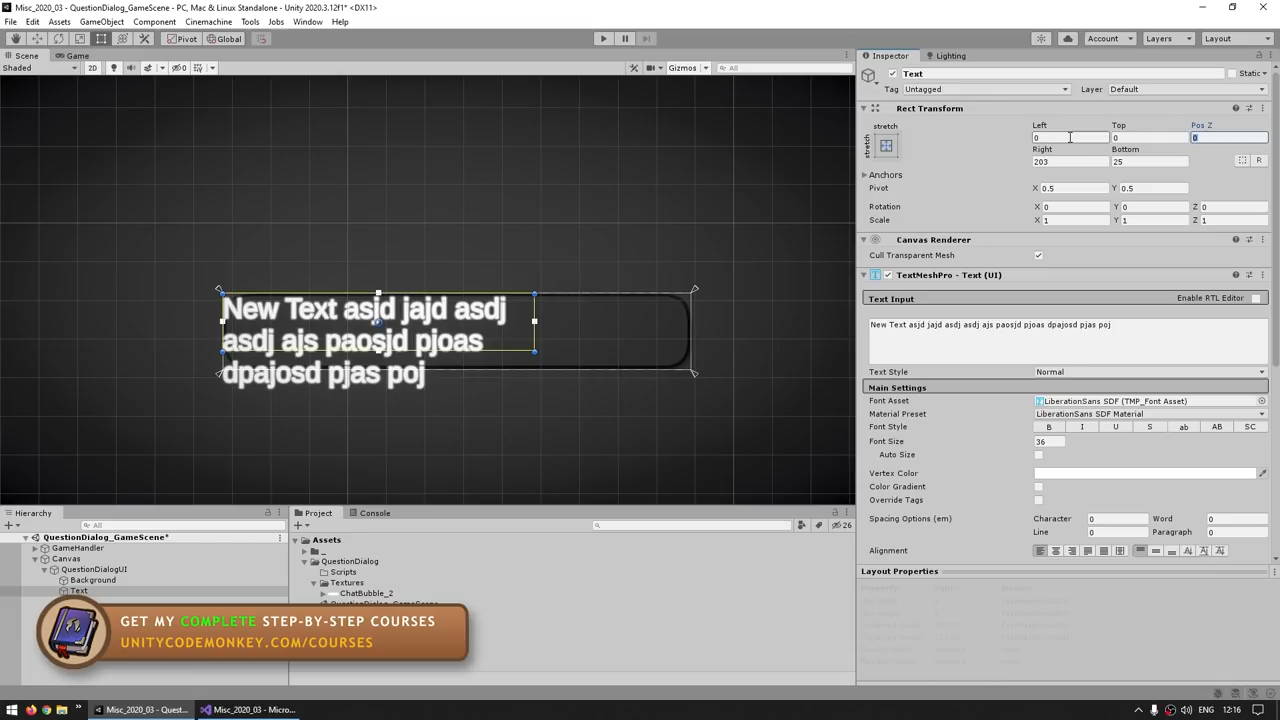 Misc_2020_03 - QuestionDialog_GameScene - PC, Mac & Linux Standalone - Unity 2020.3.12f1* <DX11>
File Edit Assets GameObject Component Cinemachine Tools Jobs Window Help
Pivot Global Account Layers Layout
Scene Game
Shaded 2D 0 Gizmos All
New Text asjd jajd asdj
asdj ajs paosjd pjoas
dpajosd pjas poj
Hierarchy
All
QuestionDialog_GameScene*
GameHandler
Canvas
QuestionDialogUI
Background
Text
Project Console
26
Assets
_
QuestionDialog
Scripts
Textures
ChatBubble_2
QuestionDialog_GameScene
GET MY COMPLETE STEP-BY-STEP COURSES
UNITYCODEMONKEY.COM/COURSES
Inspector Lighting
Text Static
Tag Untagged Layer Default
Rect Transform
stretch
stretch
Left Top Pos Z
0 0 0
Right Bottom
203 25 R
Anchors
Pivot X 0.5 Y 0.5
Rotation X 0 Y 0 Z 0
Scale X 1 Y 1 Z 1
Canvas Renderer
Cull Transparent Mesh
TextMeshPro - Text (UI)
Text Input Enable RTL Editor
New Text asjd jajd asdj asdj ajs paosjd pjoas dpajosd pjas poj
Text Style Normal
Main Settings
Font Asset LiberationSans SDF (TMP_Font Asset)
Material Preset LiberationSans SDF Material
Font Style B I U S ab AB SC
Font Size 36
Auto Size
Vertex Color
Color Gradient
Override Tags
Spacing Options (em) Character 0 Word 0
Line 0 Paragraph 0
Alignment
Layout Properties
Misc_2020_03 - Quest... Misc_2020_03 - Micro... ENG 12:16